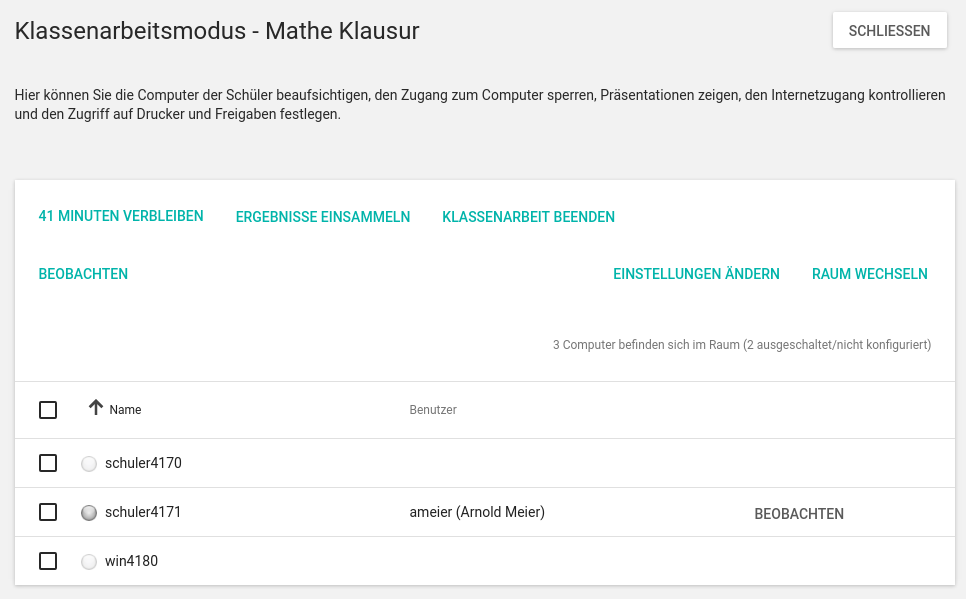 Klassenarbeitsmodus - Mathe Klausur
SCHLIESSEN
Hier können Sie die Computer der Schüler beaufsichtigen, den Zugang zum Computer sperren, Präsentationen zeigen, den Internetzugang kontrollieren
und den Zugriff auf Drucker und Freigaben festlegen.
41 MINUTEN VERBLEIBEN
ERGEBNISSE EINSAMMELN
KLASSENARBEIT BEENDEN
BEOBACHTEN
EINSTELLUNGEN ÄNDERN
RAUM WECHSELN
3 Computer befinden sich im Raum (2 ausgeschaltet/nicht konfiguriert)
Name
Benutzer
schuler4170
schuler4171
ameier (Arnold Meier)
BEOBACHTEN
win4180